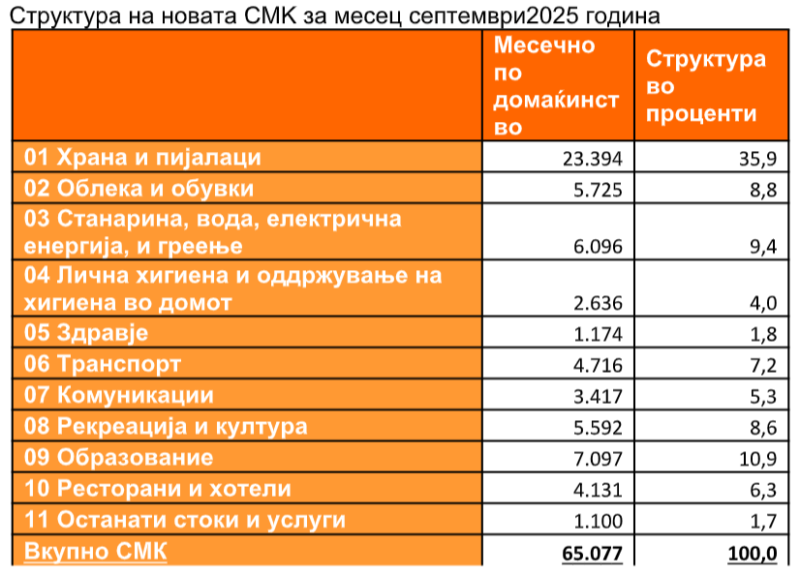 Структура на новата СМК за месец септември2025 година
Месечно
по
домаќинст
во
Структура
во
проценти
01 Храна и пијалаци 23.394 35,9
02 Облека и обувки 5.725 8,8
03 Станарина, вода, електрична
енергија, и греење 6.096 9,4
04 Лична хигиена и оддржување на
хигиена во домот 2.636 4,0
05 Здравје 1.174 1,8
06 Транспорт 4.716 7,2
07 Комуникации 3.417 5,3
08 Рекреација и култура 5.592 8,6
09 Образование 7.097 10,9
10 Ресторани и хотели 4.131 6,3
11 Останати стоки и услуги 1.100 1,7
Вкупно СМК 65.077 100,0